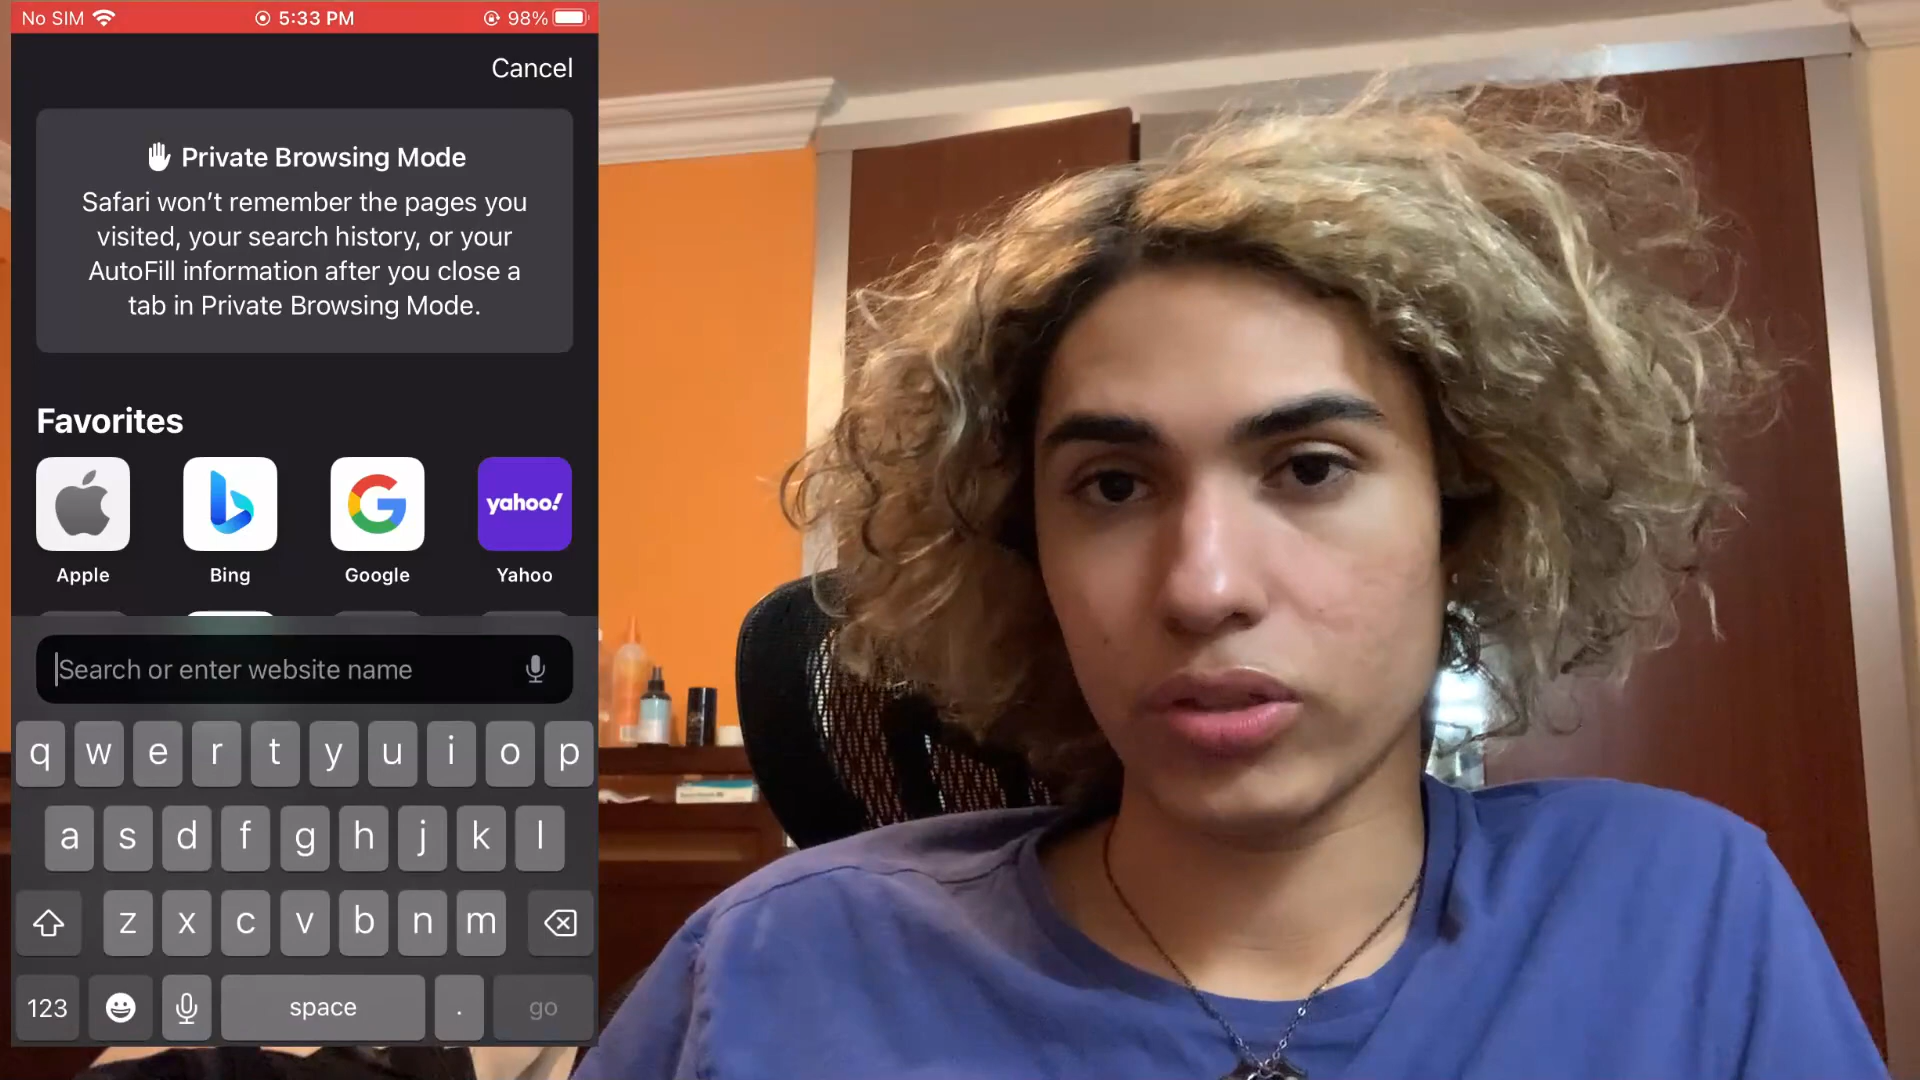 No SIM 5:33 PM 98%
Cancel
Private Browsing Mode
Safari won’t remember the pages you
visited, your search history, or your
AutoFill information after you close a
tab in Private Browsing Mode.
Favorites
yahoo!
Apple Bing Google Yahoo
Search or enter website name
q w e r t y u i o p
a s d f g h j k l
z x c v b n m
123 space . go